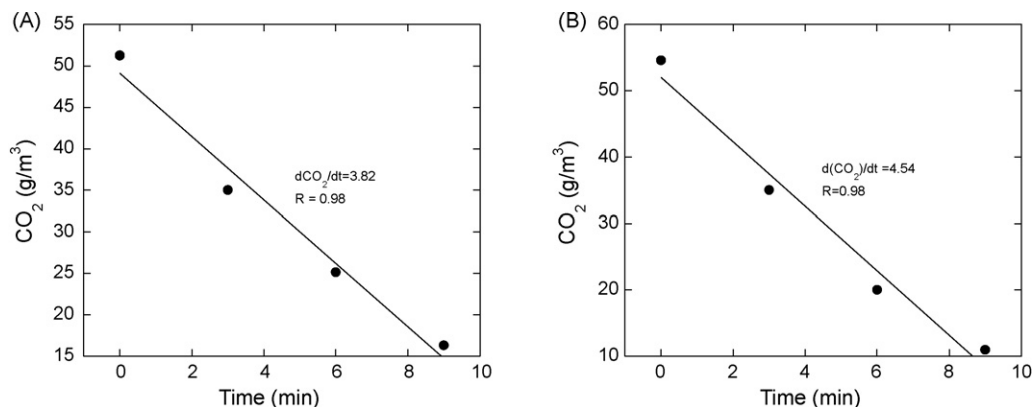 (A)
55
50
45
40
35
30
25
20
15
CO₂ (g/m³)
dCO₂/dt=3.82
R = 0.98
0 2 4 6 8 10
Time (min)
(B)
60
50
40
30
20
10
CO₂ (g/m³)
d(CO₂)/dt =4.54
R=0.98
0 2 4 6 8 10
Time (min)